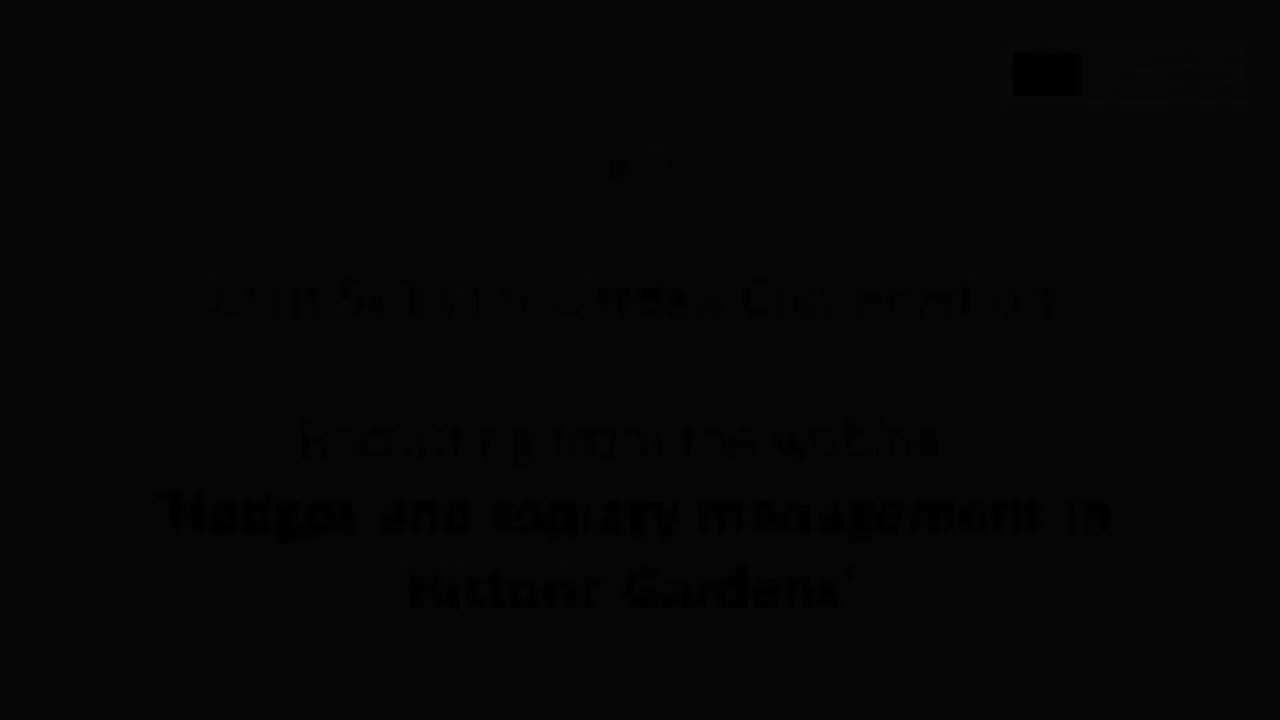 Craft Skills for Garden Conservation
Recording from the webinar
'Hedges and topiary management in
Historic Gardens'